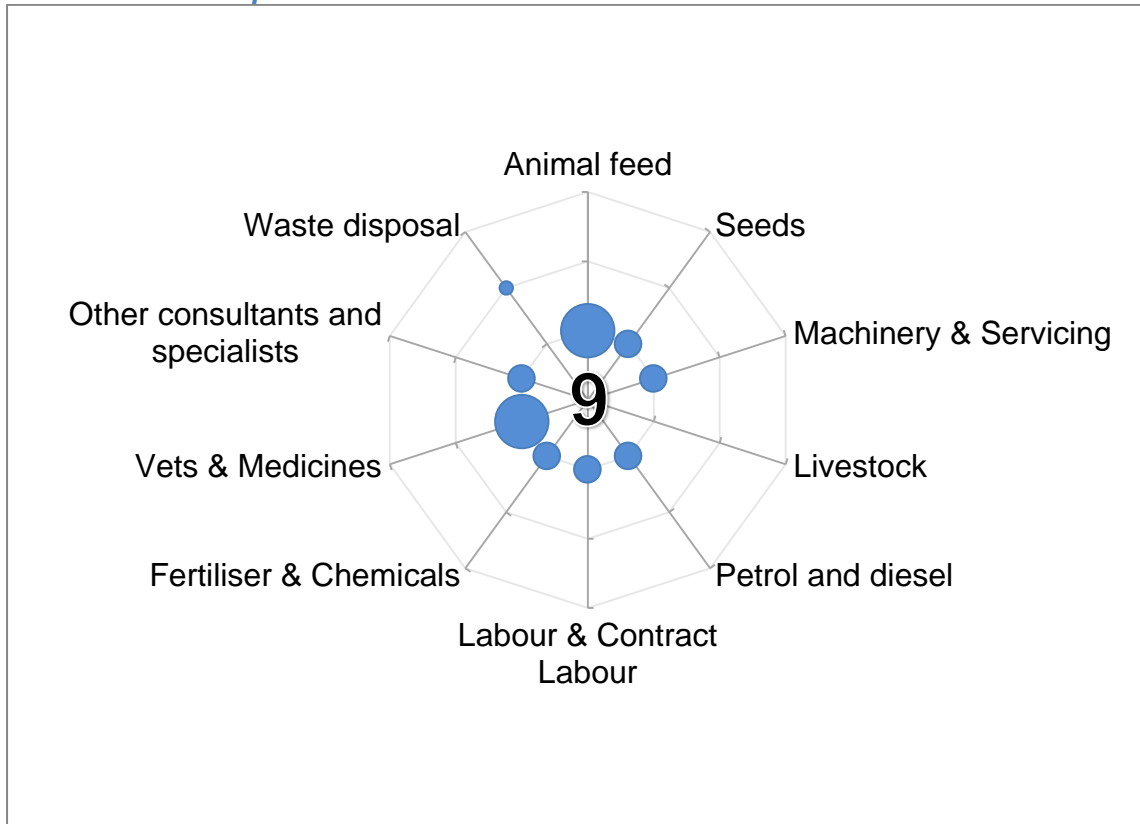 Animal feed
Waste disposal
Seeds
Other consultants and
specialists
Machinery & Servicing
9
Vets & Medicines
Livestock
Fertiliser & Chemicals
Petrol and diesel
Labour & Contract
Labour